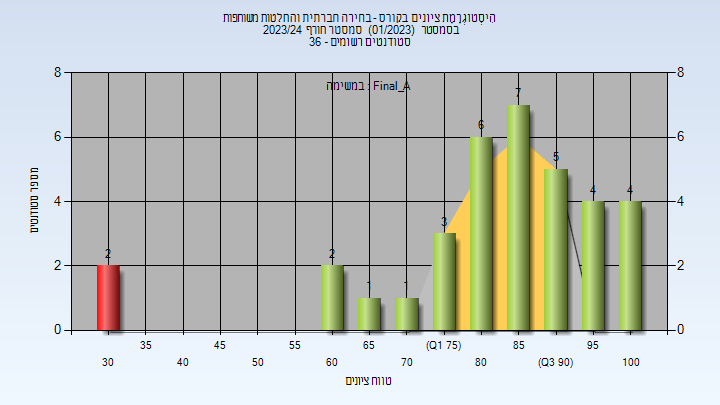 היסטוגרמת ציונים בקורס - בחירה חברתית והחלטות משותפות
בסמסטר (01/2023) סמסטר חורף 2023/24
סטודנטים רשומים - 36
במשימה : Final_A
מספר סטודנטים
8 8
6 6
4 4
2 2
0 0
2 2 1 1 3 6 7 5 4 4
35 45 55 65 (Q1 75) 85 95
30 40 50 60 70 80 (Q3 90) 100
טווח ציונים